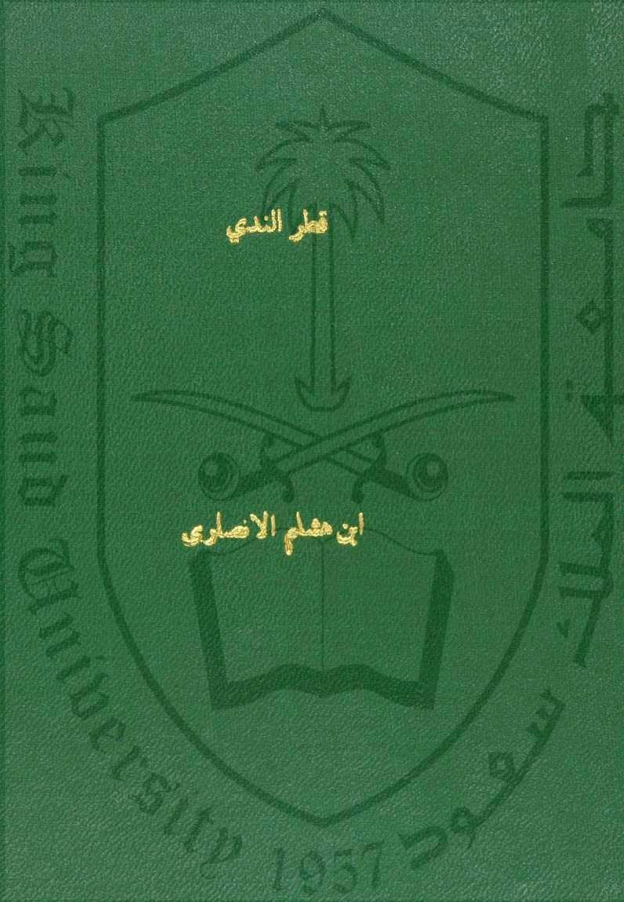 قطر الندي
ابن هشام الانصاري
King Saud University
1957
جامعة الملك سعود